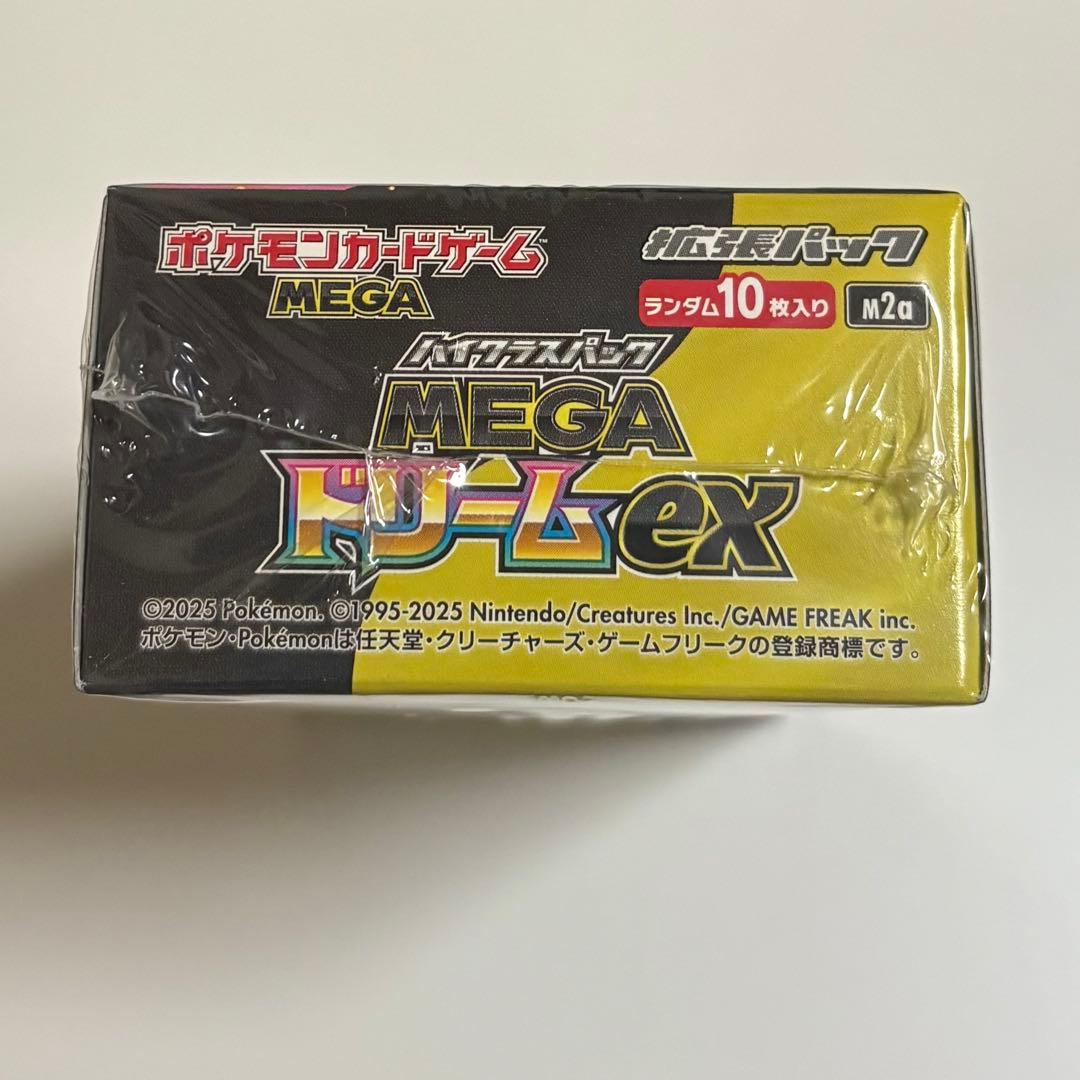 ポケモンカードゲーム™
MEGA
拡張パック
ランダム10枚入り
M2a
ハイクラスパック
MEGA
ドリームex
©2025 Pokémon. ©1995-2025 Nintendo/Creatures Inc./GAME FREAK inc.
ポケモン・Pokémonは任天堂・クリーチャーズ・ゲームフリークの登録商標です。